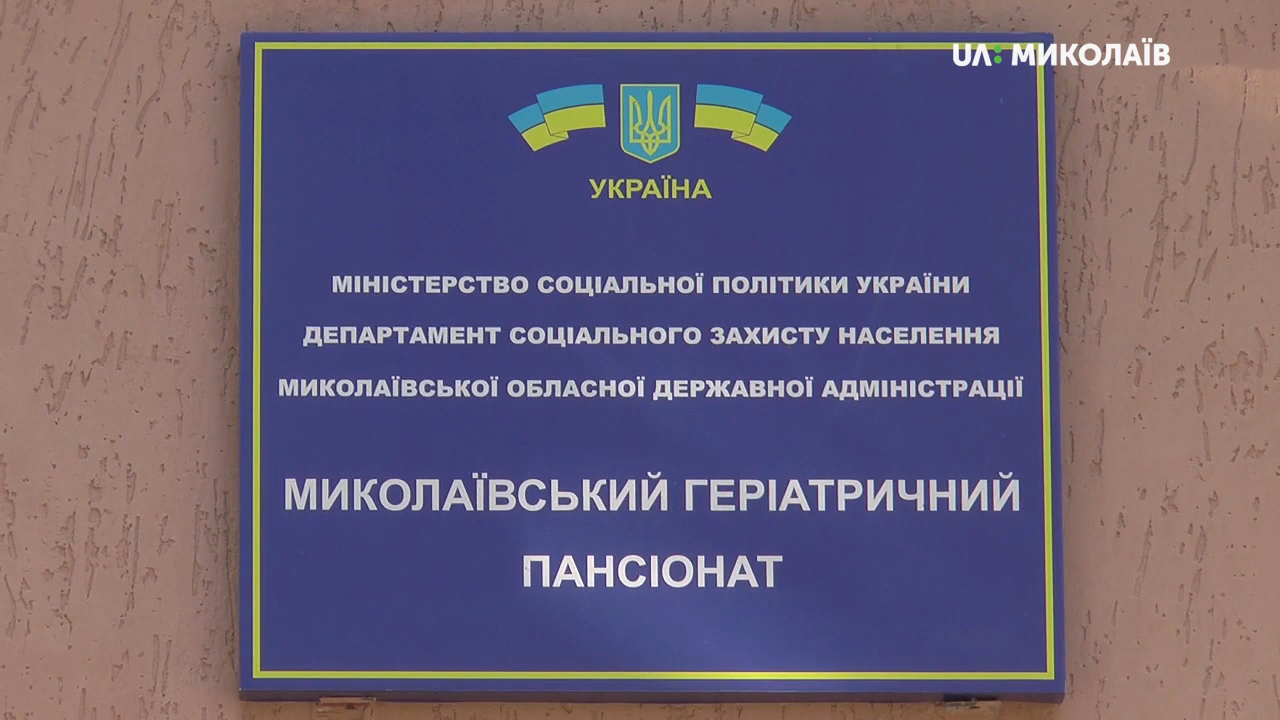 UA: МИКОЛАЇВ
УКРАЇНА
МІНІСТЕРСТВО СОЦІАЛЬНОЇ ПОЛІТИКИ УКРАЇНИ
ДЕПАРТАМЕНТ СОЦІАЛЬНОГО ЗАХИСТУ НАСЕЛЕННЯ
МИКОЛАЇВСЬКОЇ ОБЛАСНОЇ ДЕРЖАВНОЇ АДМІНІСТРАЦІЇ
МИКОЛАЇВСЬКИЙ ГЕРІАТРИЧНИЙ
ПАНСІОНАТ